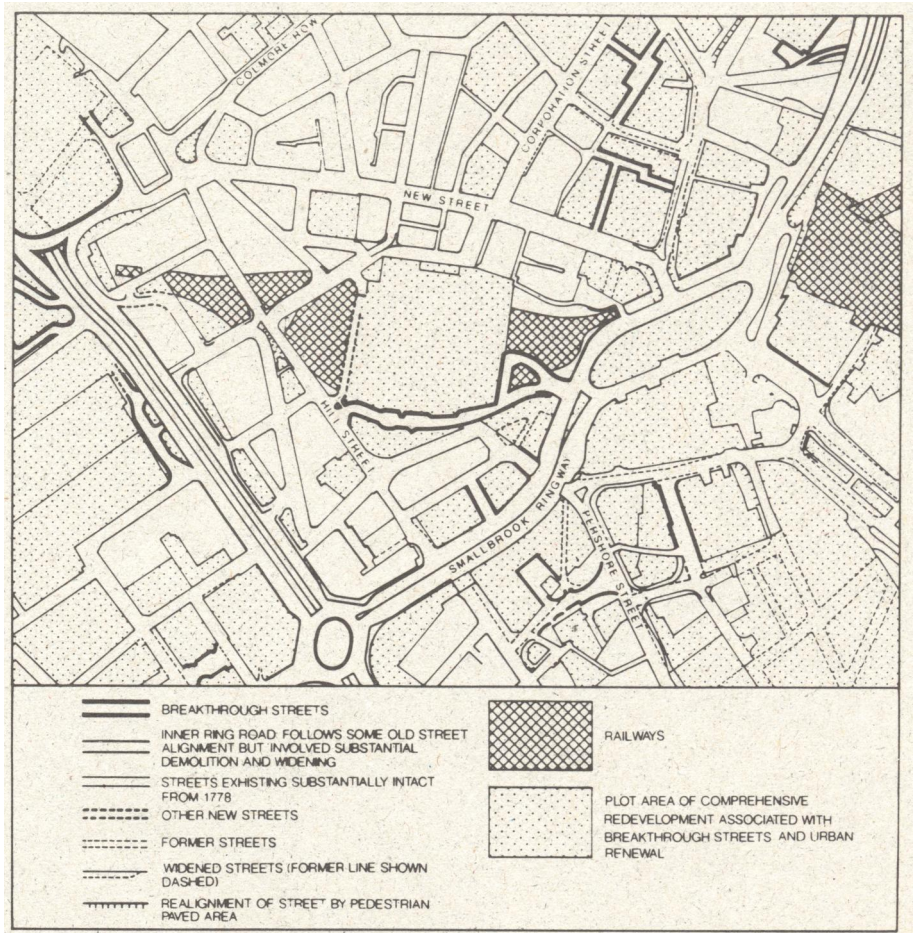 COLMORE ROW
CORPORATION STREET
NEW STREET
HILL STREET
SMALLBROOK RINGWAY
PERSHORE STREET
BREAKTHROUGH STREETS
INNER RING ROAD: FOLLOWS SOME OLD STREET
ALIGNMENT BUT INVOLVED SUBSTANTIAL
DEMOLITION AND WIDENING
STREETS EXHISTING SUBSTANTIALLY INTACT
FROM 1778
OTHER NEW STREETS
FORMER STREETS
WIDENED STREETS (FORMER LINE SHOWN
DASHED)
REALIGNMENT OF STREET BY PEDESTRIAN
PAVED AREA
RAILWAYS
PLOT AREA OF COMPREHENSIVE
REDEVELOPMENT ASSOCIATED WITH
BREAKTHROUGH STREETS AND URBAN
RENEWAL